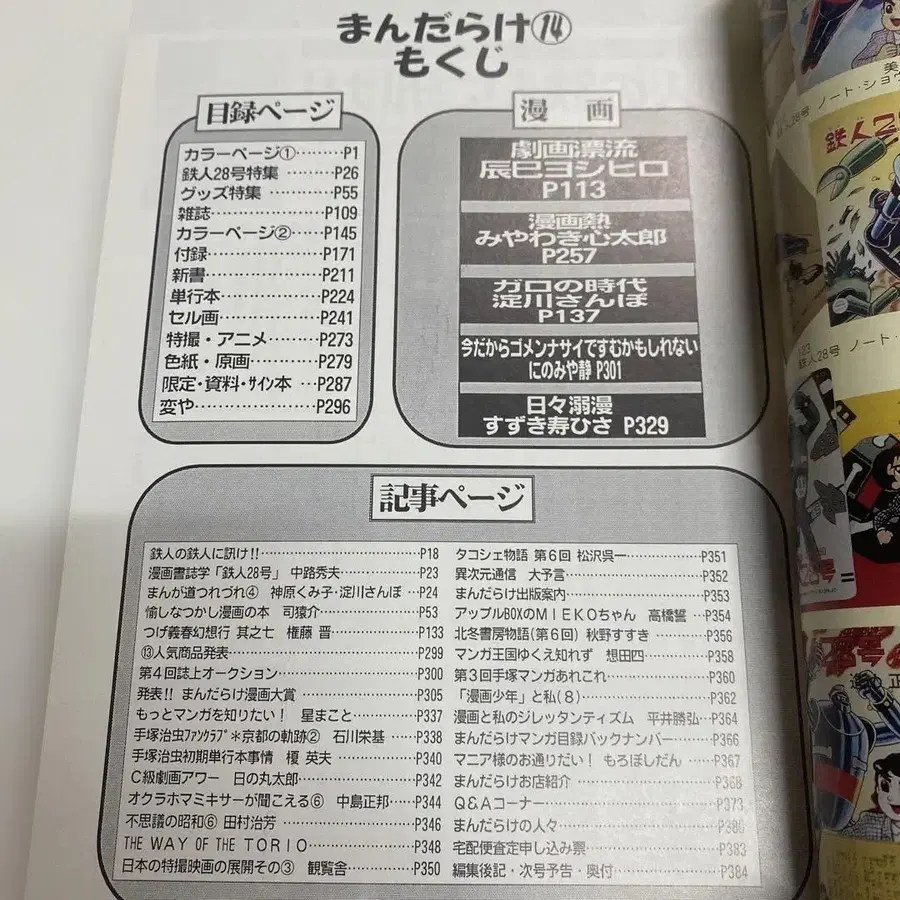 まんだらけ⑭
もくじ
目録ページ
カラーページ①………P1
鉄人28号特集………P26
グッズ特集………P55
雑誌………P109
カラーページ②……P145
付録………P171
新書………P211
単行本………P224
セル画………P241
特撮・アニメ………P273
色紙・原画………P279
限定・資料・サイン本…P287
変や………P296
漫画
劇画漂流
辰巳ヨシヒロ
P113
漫画熱
みやわき心太郎
P257
ガロの時代
淀川さんぽ
P137
今だからゴメンナサイですむかもしれない
にのみや静 P301
日々溺漫
すずき寿ひさ P329
記事ページ
鉄人の鉄人に訊け!!………P18
漫画書誌学「鉄人28号」 中路秀夫………P23
まんが道つれづれ④ 神原くみ子・淀川さんぽ…P24
愉しなつかし漫画の本 司猿介………P53
つげ義春幻想行 其之七 権藤 晋………P133
⑬人気商品発表………P299
第4回誌上オークション………P300
発表!! まんだらけ漫画大賞………P305
もっとマンガを知りたい! 星まこと………P337
手塚治虫ファンクラブ*京都の軌跡② 石川栄基……P338
手塚治虫初期単行本事情 榎 英夫………P340
C級劇画アワー 日の丸太郎………P342
オクラホマミキサーが聞こえる⑥ 中島正邦……P344
不思議の昭和⑥ 田村治芳………P346
THE WAY OF THE TORIO………P348
日本の特撮映画の展開その③ 観覧舎………P350
タコシェ物語 第6回 松沢呉一………P351
異次元通信 大予言………P352
まんだらけ出版案内………P353
アップルBOXのMIEKOちゃん 高橋誓…P354
北冬書房物語(第6回) 秋野すすき………P356
マンガ王国ゆくえ知れず 想田四………P358
第3回手塚マンガあれこれ………P360
「漫画少年」と私(8)………P362
漫画と私のジレッタンティズム 平井勝弘…P364
まんだらけマンガ目録バックナンバー………P366
マニア様のお通りだい! もろぼしだん…P367
まんだらけお店紹介………P368
Q&Aコーナー………P373
まんだらけの人々………P380
宅配便査定申し込み票………P383
編集後記・次号予告・奥付………P384
鉄人28